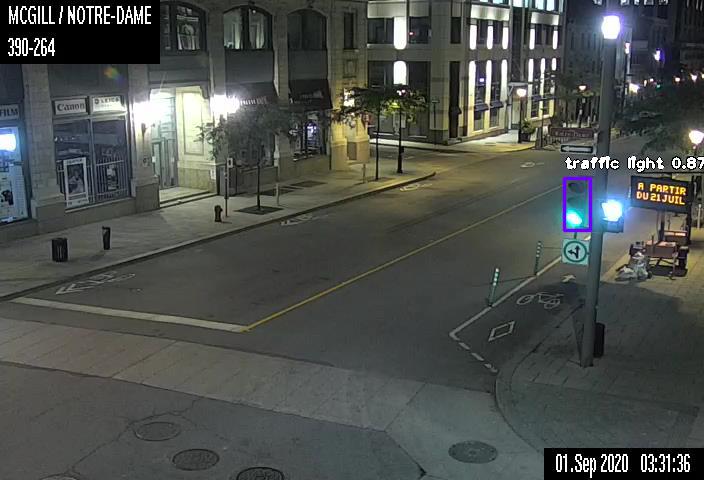 MCGILL / NOTRE-DAME
390-264
FILM
Canon
traffic light 0.87
A PARTIR
DU 21 JUIL
01.Sep 2020 03:31:36